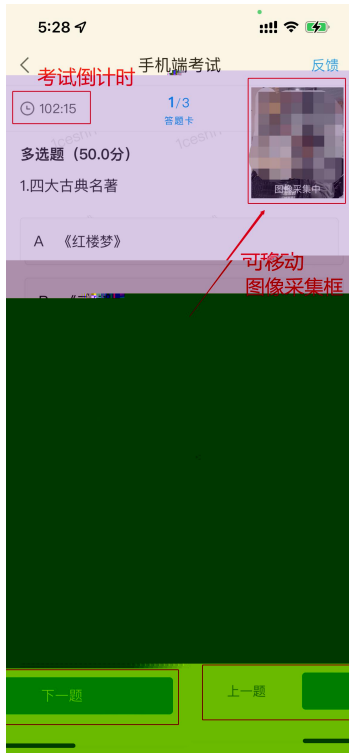 5:28
手机端考试
反馈
考试倒计时
102:15
1/3
答题卡
图像采集中
多选题（50.0分）
1.四大古典名著
A 《红楼梦》
可移动
图像采集框
下一题
上一题